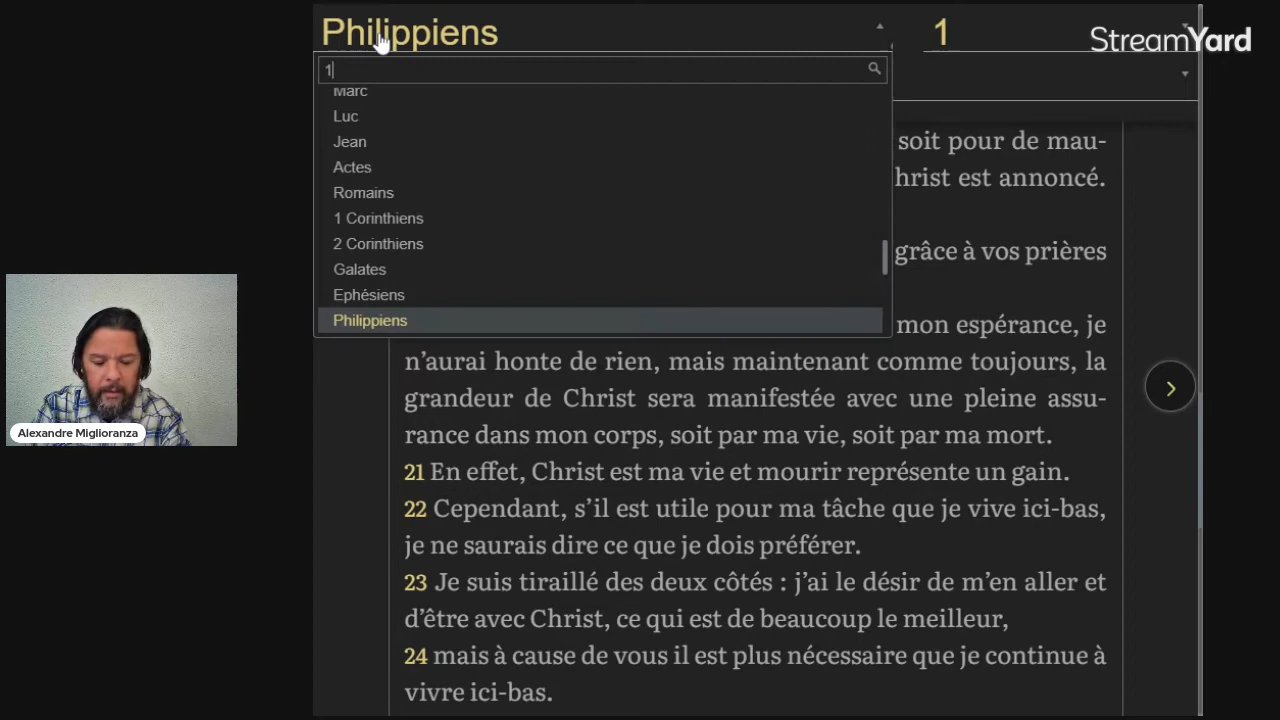 Philippiens
1
StreamYard
1
Marc
Luc
Jean
Actes
Romains
1 Corinthiens
2 Corinthiens
Galates
Ephésiens
Philippiens
soit pour de mau-
hrist est annoncé.
grâce à vos prières
mon espérance, je
n’aurai honte de rien, mais maintenant comme toujours, la
grandeur de Christ sera manifestée avec une pleine assu-
rance dans mon corps, soit par ma vie, soit par ma mort.
21 En effet, Christ est ma vie et mourir représente un gain.
22 Cependant, s’il est utile pour ma tâche que je vive ici-bas,
je ne saurais dire ce que je dois préférer.
23 Je suis tiraillé des deux côtés : j’ai le désir de m’en aller et
d’être avec Christ, ce qui est de beaucoup le meilleur,
24 mais à cause de vous il est plus nécessaire que je continue à
vivre ici-bas.
Alexandre Miglioranza